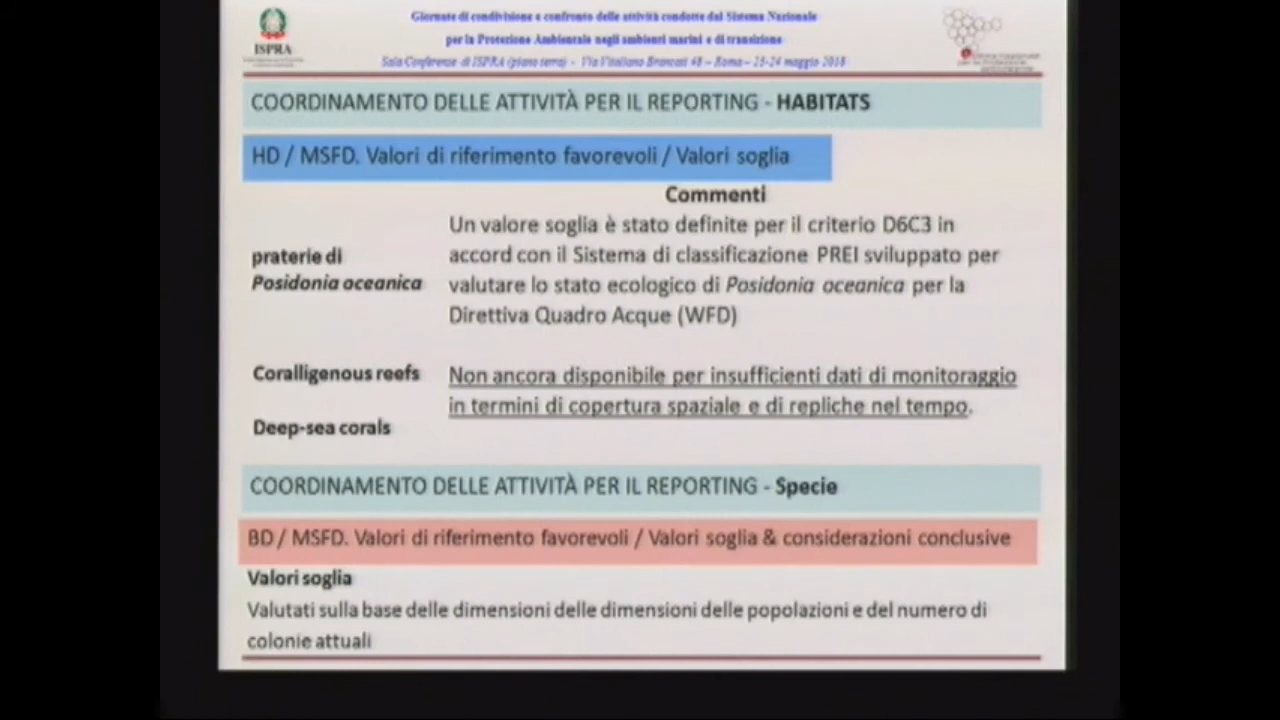 Giornate di condivisione e confronto delle attività condotte dal Sistema Nazionale
per la Protezione Ambientale negli ambienti marini e di transizione
Sala Conferenze di ISPRA (piano terra) - Via Vitaliano Brancati 48 – Roma – 23-24 maggio 2018
ISPRA
COORDINAMENTO DELLE ATTIVITÀ PER IL REPORTING - HABITATS
HD / MSFD. Valori di riferimento favorevoli / Valori soglia
Commenti
praterie di
Posidonia oceanica
Un valore soglia è stato definite per il criterio D6C3 in
accord con il Sistema di classificazione PREI sviluppato per
valutare lo stato ecologico di Posidonia oceanica per la
Direttiva Quadro Acque (WFD)
Coralligenous reefs
Non ancora disponibile per insufficienti dati di monitoraggio
in termini di copertura spaziale e di repliche nel tempo.
Deep-sea corals
COORDINAMENTO DELLE ATTIVITÀ PER IL REPORTING - Specie
BD / MSFD. Valori di riferimento favorevoli / Valori soglia & considerazioni conclusive
Valori soglia
Valutati sulla base delle dimensioni delle dimensioni delle popolazioni e del numero di
colonie attuali